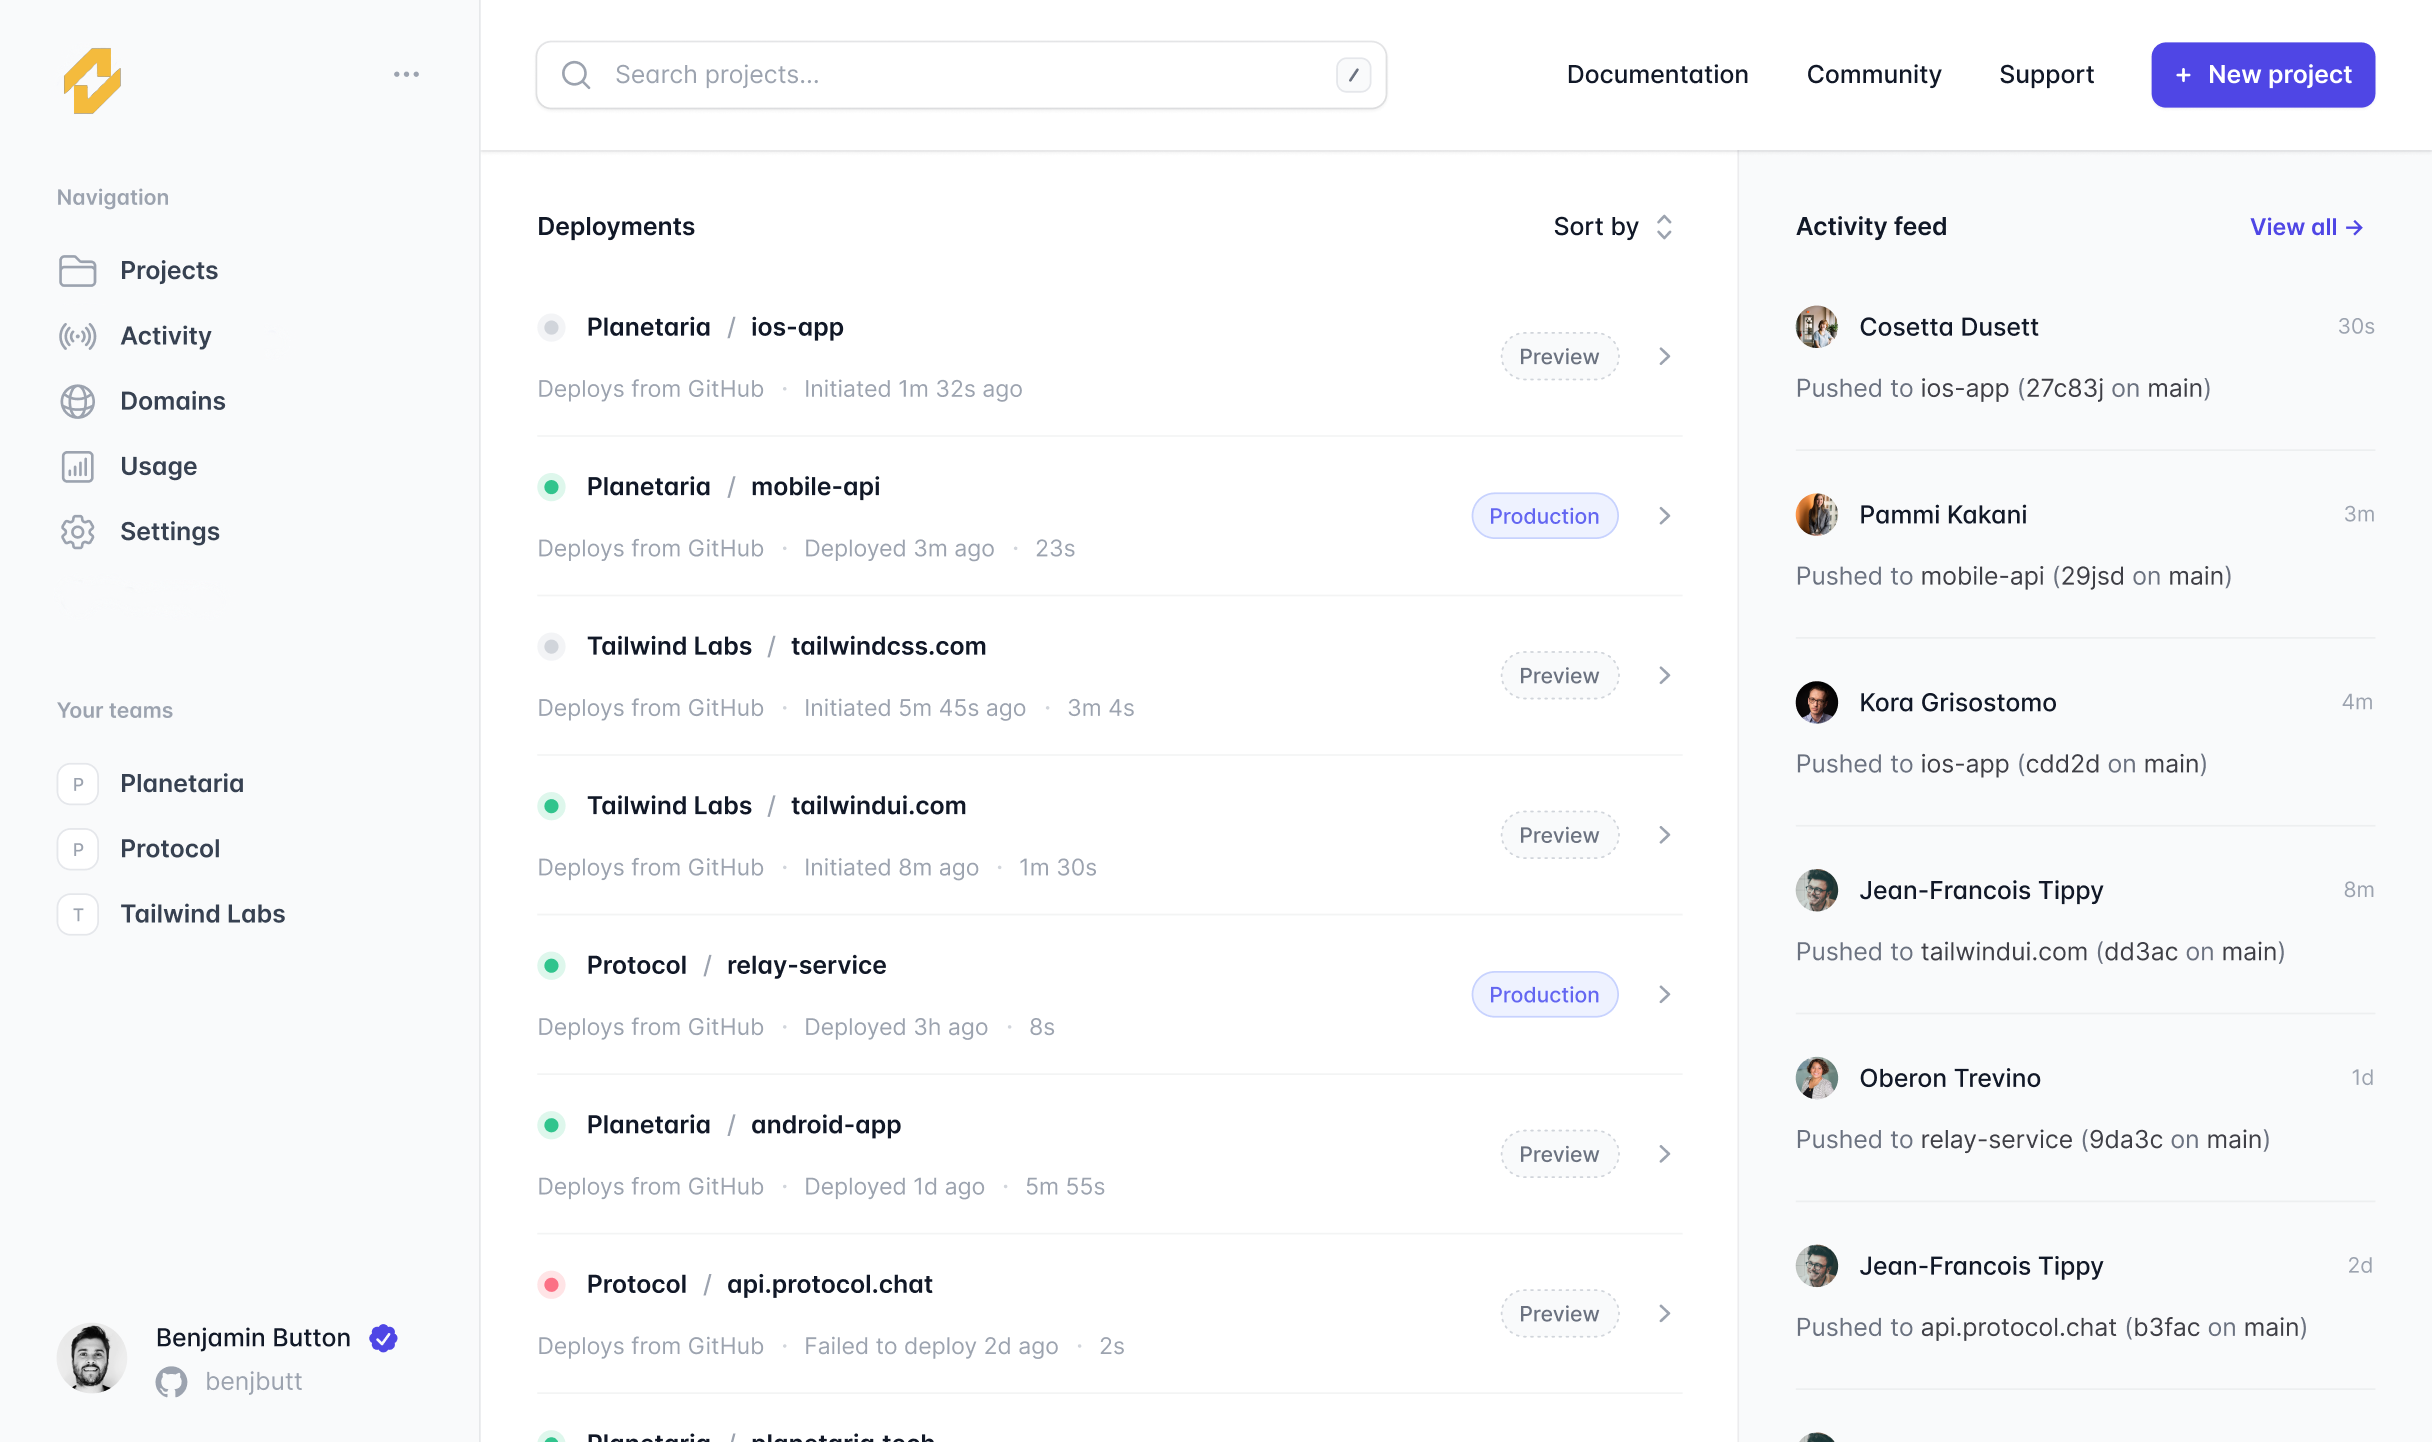 Search projects...
/
Documentation
Community
Support
+ New project
Navigation
Projects
Activity
Domains
Usage
Settings
Your teams
P Planetaria
P Protocol
T Tailwind Labs
Benjamin Button
benjbutt
Deployments
Sort by
Planetaria / ios-app
Deploys from GitHub · Initiated 1m 32s ago
Preview
Planetaria / mobile-api
Deploys from GitHub · Deployed 3m ago · 23s
Production
Tailwind Labs / tailwindcss.com
Deploys from GitHub · Initiated 5m 45s ago · 3m 4s
Preview
Tailwind Labs / tailwindui.com
Deploys from GitHub · Initiated 8m ago · 1m 30s
Preview
Protocol / relay-service
Deploys from GitHub · Deployed 3h ago · 8s
Production
Planetaria / android-app
Deploys from GitHub · Deployed 1d ago · 5m 55s
Preview
Protocol / api.protocol.chat
Deploys from GitHub · Failed to deploy 2d ago · 2s
Preview
Planetaria / planetaria.tech
Activity feed
View all →
Cosetta Dusett 30s
Pushed to ios-app (27c83j on main)
Pammi Kakani 3m
Pushed to mobile-api (29jsd on main)
Kora Grisostomo 4m
Pushed to ios-app (cdd2d on main)
Jean-Francois Tippy 8m
Pushed to tailwindui.com (dd3ac on main)
Oberon Trevino 1d
Pushed to relay-service (9da3c on main)
Jean-Francois Tippy 2d
Pushed to api.protocol.chat (b3fac on main)